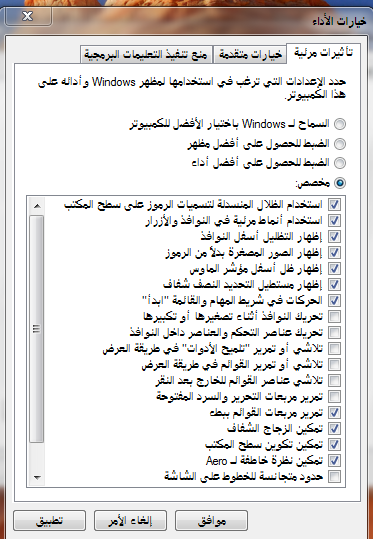 خيارات الأداء
تأثيرات مرئية
خيارات متقدمة
منع تنفيذ التعليمات البرمجية
حدد الإعدادات التي ترغب في استخدامها لمظهر Windows وأدائه على
هذا الكمبيوتر.
السماح لـ Windows باختيار الأفضل للكمبيوتر
الضبط للحصول على أفضل مظهر
الضبط للحصول على أفضل أداء
مخصص:
استخدام الظلال المنسدلة لتسميات الرموز على سطح المكتب
استخدام أنماط مرئية في النوافذ والأزرار
إظهار التظليل أسفل النوافذ
إظهار الصور المصغرة بدلاً من الرموز
إظهار ظل أسفل مؤشر الماوس
إظهار مستطيل التحديد النصف شفاف
الحركات في شريط المهام والقائمة "ابدأ"
تحريك النوافذ أثناء تصغيرها أو تكبيرها
تحريك عناصر التحكم والعناصر داخل النوافذ
تلاشي أو تمرير "تلميح الأدوات" في طريقة العرض
تلاشي أو تمرير القوائم في طريقة العرض
تلاشي عناصر القوائم للخارج بعد النقر
تمرير مربعات التحرير والسرد المفتوحة
تمرير مربعات القوائم ببطء
تمكين الزجاج الشفاف
تمكين تكوين سطح المكتب
تمكين نظرة خاطفة لـ Aero
حدود متجانسة للخطوط على الشاشة
موافق
إلغاء الأمر
تطبيق